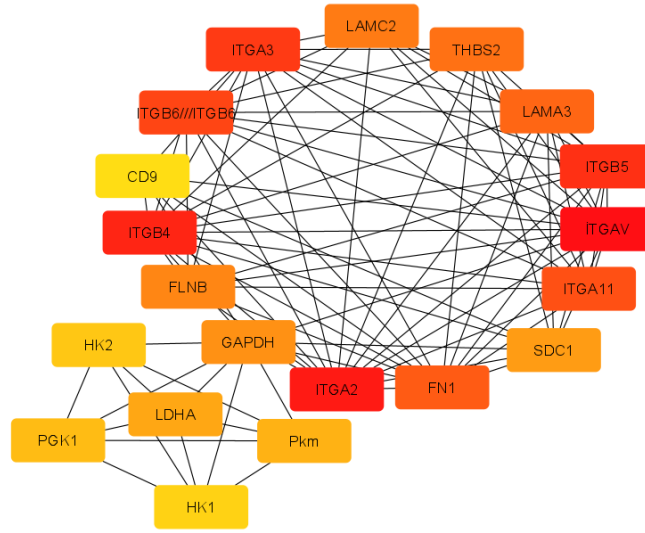 LAMC2
ITGA3
THBS2
ITGB6///ITGB6
LAMA3
ITGB5
CD9
ITGB4
ITGAV
FLNB
ITGA11
HK2
GAPDH
SDC1
ITGA2
FN1
LDHA
PGK1
Pkm
HK1